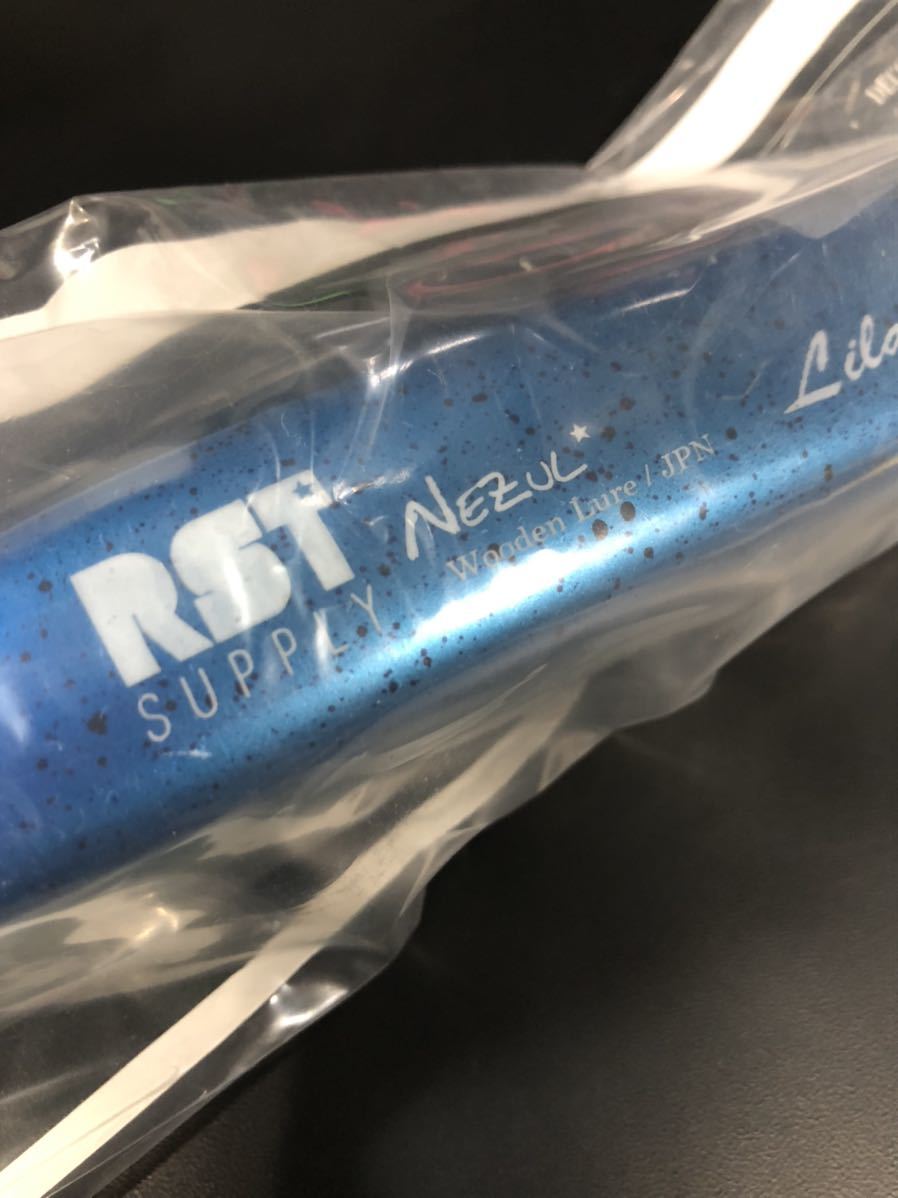 RST
SUPPLY
NEZUL
Wooden Lure / JPN